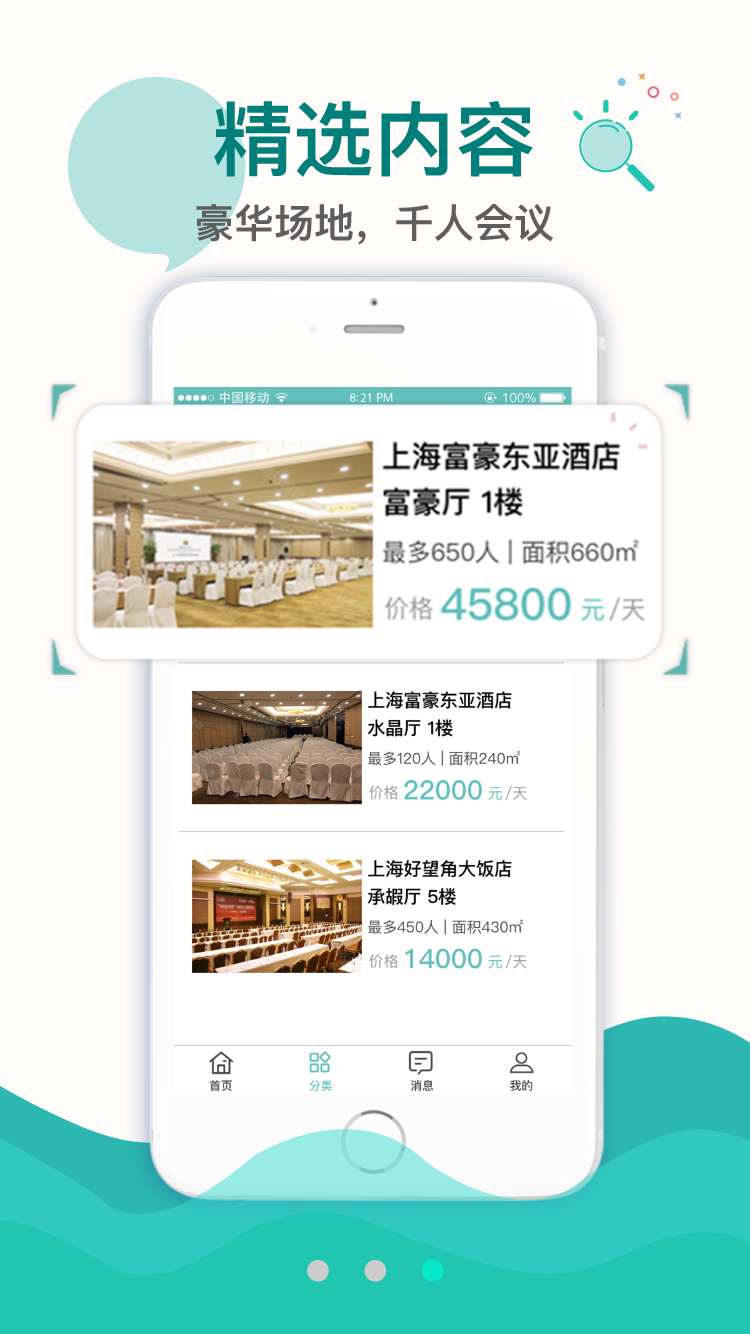 精选内容
豪华场地，千人会议
中国移动 8:21 PM 100%
上海富豪东亚酒店
富豪厅 1楼
最多650人 | 面积660㎡
价格 45800 元/天
上海富豪东亚酒店
水晶厅 1楼
最多120人 | 面积240㎡
价格 22000 元/天
上海好望角大饭店
承嘏厅 5楼
最多450人 | 面积430㎡
价格 14000 元/天
首页 分类 消息 我的